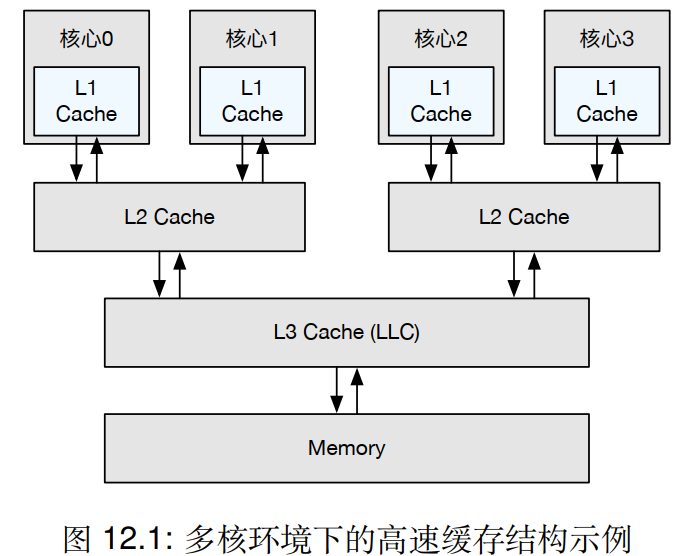 核心0
核心1
核心2
核心3
L1
Cache
L1
Cache
L1
Cache
L1
Cache
L2 Cache
L2 Cache
L3 Cache (LLC)
Memory
图 12.1: 多核环境下的高速缓存结构示例